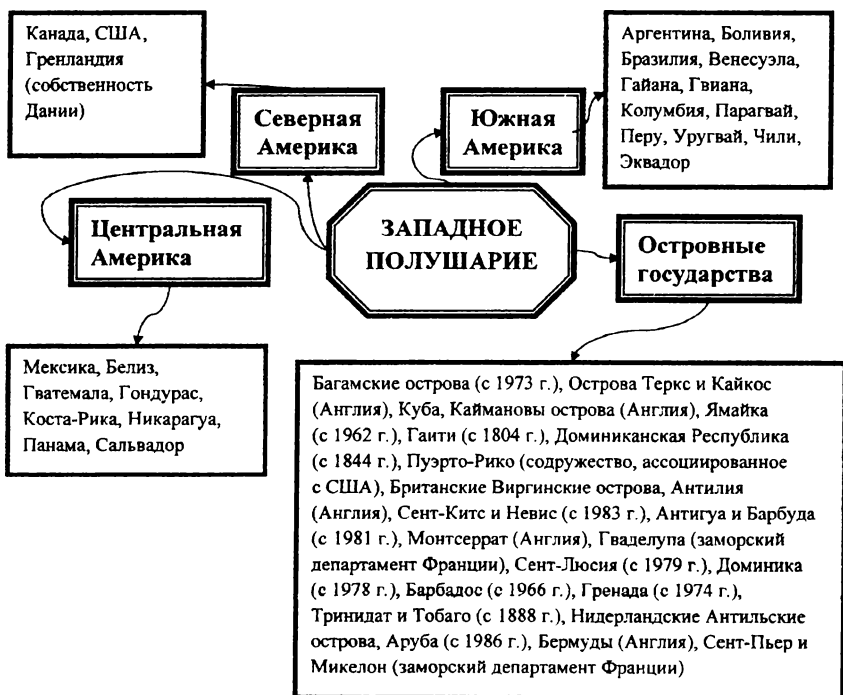 Канада, США,
Гренландия
(собственность
Дании)
Северная
Америка
Южная
Америка
Аргентина, Боливия,
Бразилия, Венесуэла,
Гайана, Гвиана,
Колумбия, Парагвай,
Перу, Уругвай, Чили,
Эквадор
Центральная
Америка
ЗАПАДНОЕ
ПОЛУШАРИЕ
Островные
государства
Мексика, Белиз,
Гватемала, Гондурас,
Коста-Рика, Никарагуа,
Панама, Сальвадор
Багамские острова (с 1973 г.), Острова Теркс и Кайкос
(Англия), Куба, Каймановы острова (Англия), Ямайка
(с 1962 г.), Гаити (с 1804 г.), Доминиканская Республика
(с 1844 г.), Пуэрто-Рико (содружество, ассоциированное
с США), Британские Виргинские острова, Антилия
(Англия), Сент-Китс и Невис (с 1983 г.), Антигуа и Барбуда
(с 1981 г.), Монтсеррат (Англия), Гваделупа (заморский
департамент Франции), Сент-Люсия (с 1979 г.), Доминика
(с 1978 г.), Барбадос (с 1966 г.), Гренада (с 1974 г.),
Тринидат и Тобаго (с 1888 г.), Нидерландские Антильские
острова, Аруба (с 1986 г.), Бермуды (Англия), Сент-Пьер и
Микелон (заморский департамент Франции)